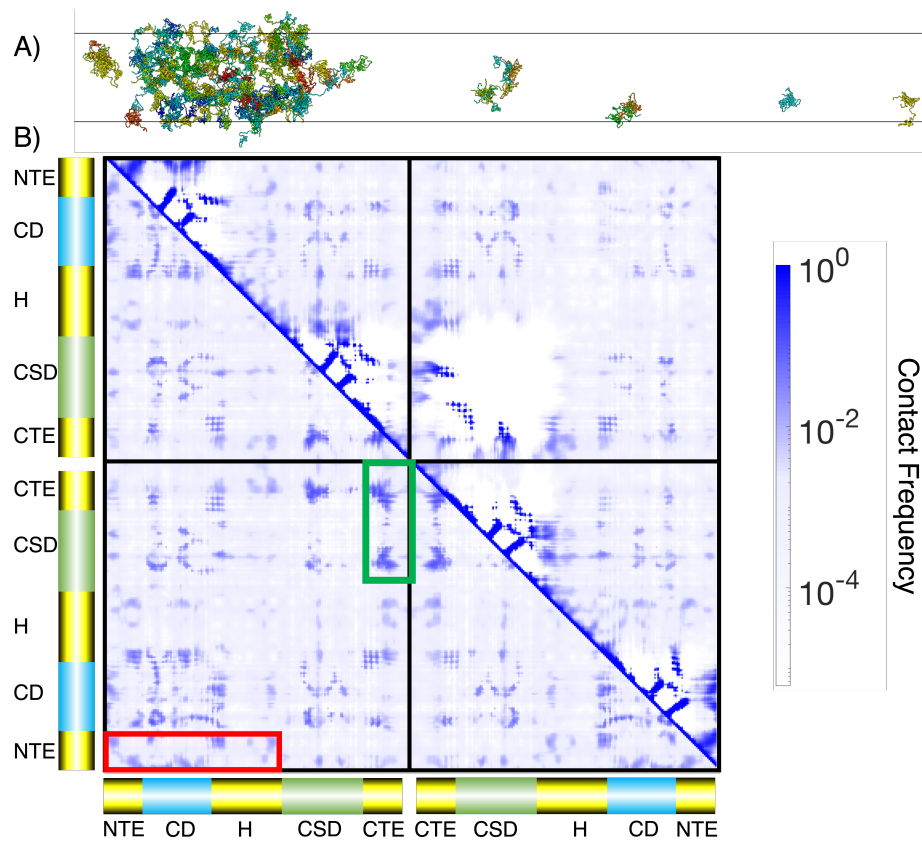 A)
B)
NTE
CD
H
CSD
CTE
CTE
CSD
H
CD
NTE
NTE CD H CSD CTE CTE CSD H CD NTE
10^0
10^-2
10^-4
Contact Frequency